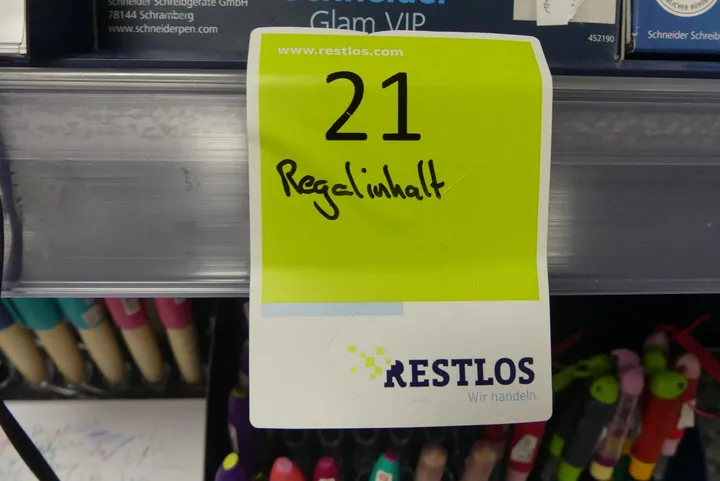 Schneider Schreibgeräte GmbH
78144 Schramberg
www.schneiderpen.com
Glam VIP
452190
Schneider Schreib
www.restlos.com
21
Regalinhalt
RESTLOS
Wir handeln.